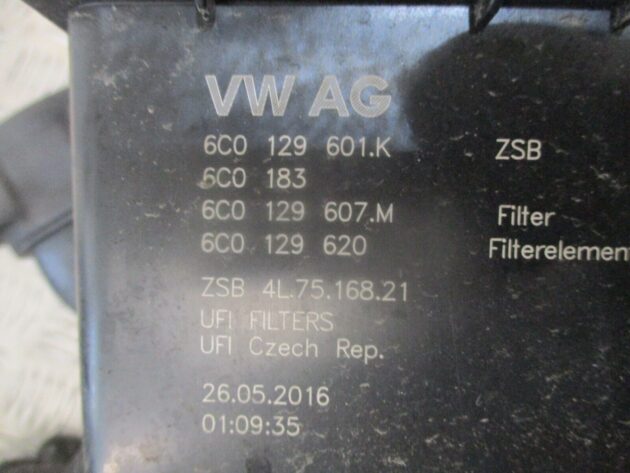 VW AG
6C0 129 601.K ZSB
6C0 183
6C0 129 607.M Filter
6C0 129 620 Filterelemen
ZSB 4L.75.168.21
UFI FILTERS
UFI Czech Rep.
26.05.2016
01:09:35